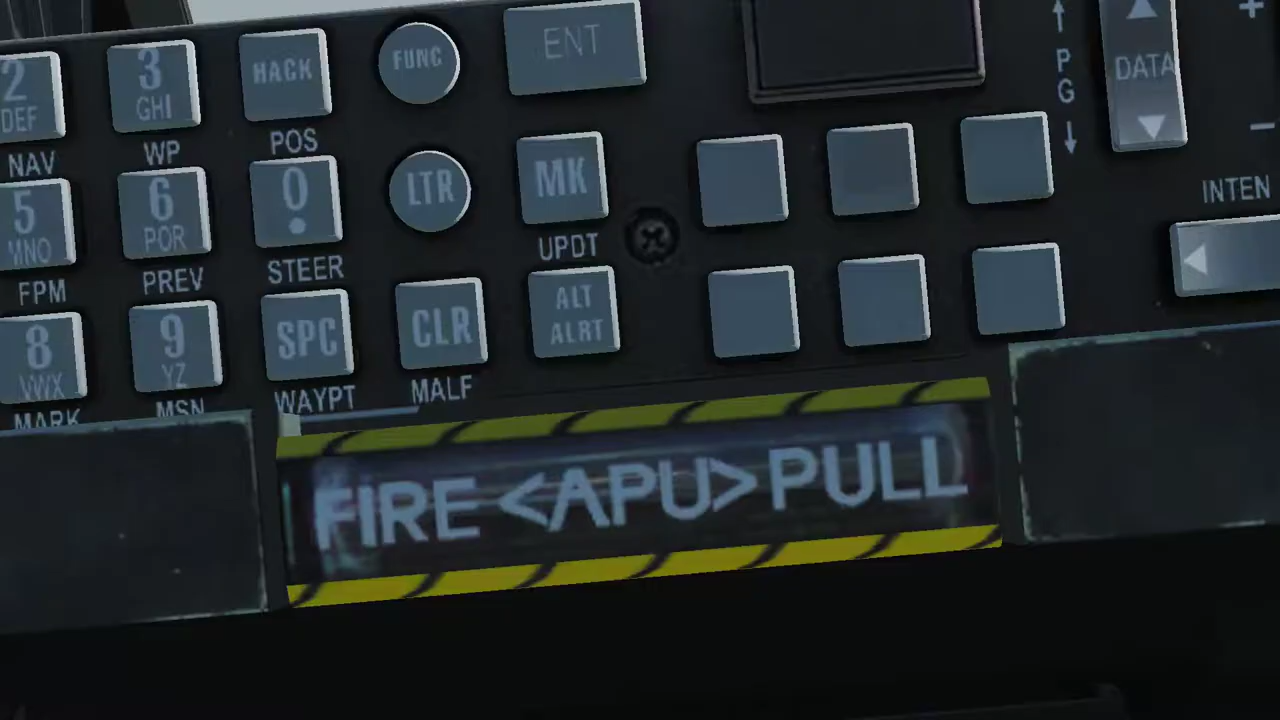 2 DEF 3 GHI HACK FUNC ENT
NAV WP POS
5 MNO 6 PQR 0 LTR MK
FPM PREV STEER UPDT
8 VWX 9 YZ SPC CLR ALT ALRT
MARK MSN WAYPT MALF
↑ PG ↓ DATA + −
INTEN
FIRE <APU> PULL